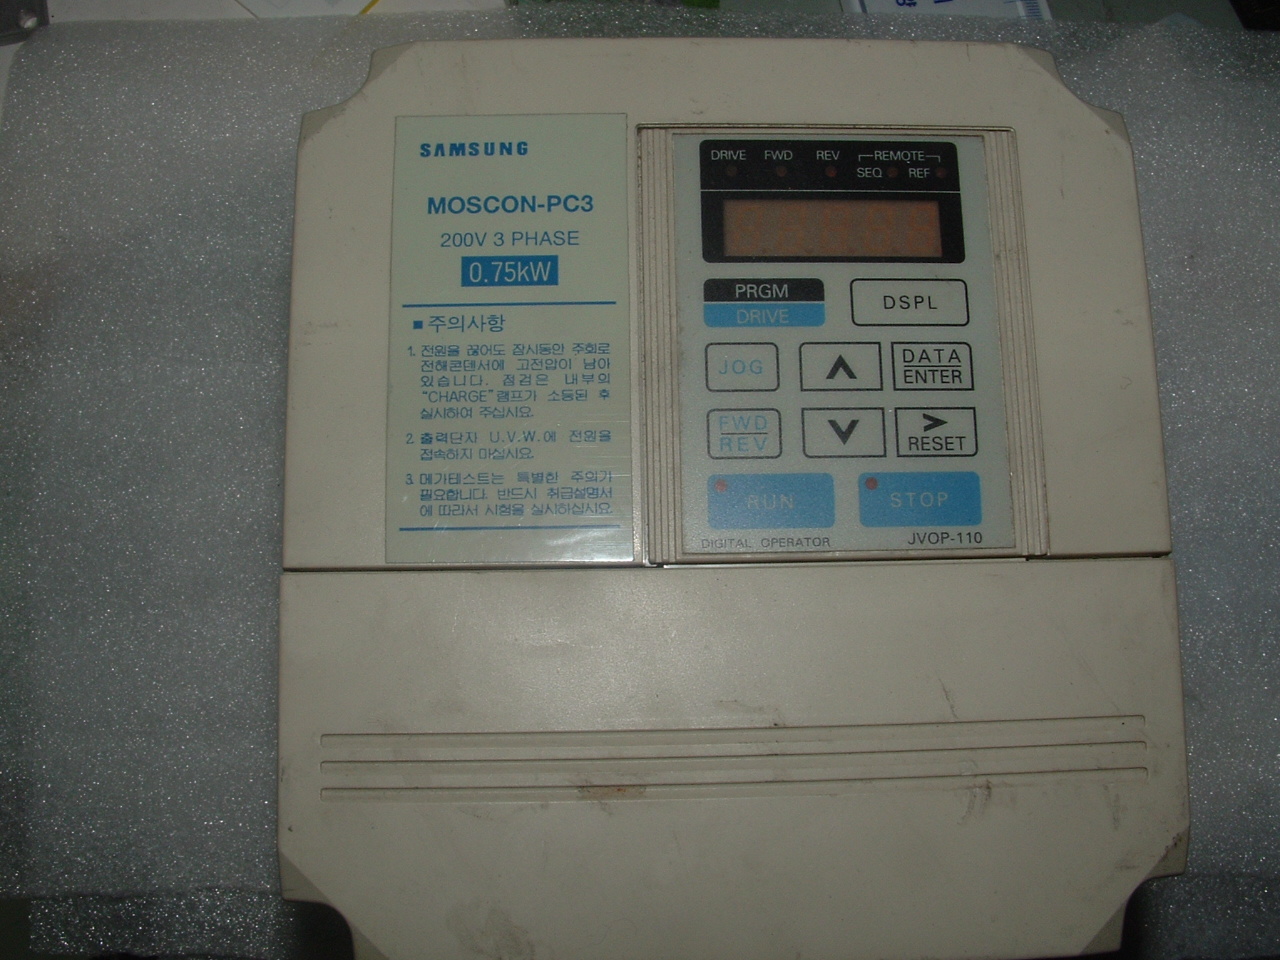 SAMSUNG
MOSCON-PC3
200V 3 PHASE
0.75kW
■ 주의사항
1. 전원을 끊어도 잠시동안 주회로
전해콘덴서에 고전압이 남아
있습니다. 점검은 내부의
"CHARGE" 램프가 소등된 후
실시하여 주십시요.
2. 출력단자 U.V.W.에 전원을
접속하지 마십시요.
3. 메가테스트는 특별한 주의가
필요합니다. 반드시 취급설명서
에 따라서 시험을 실시하십시요
DRIVE FWD REV REMOTE
SEQ REF
PRGM
DRIVE
DSPL
JOG
∧
DATA
ENTER
FWD
REV
∨
>
RESET
RUN
STOP
DIGITAL OPERATOR JVOP-110